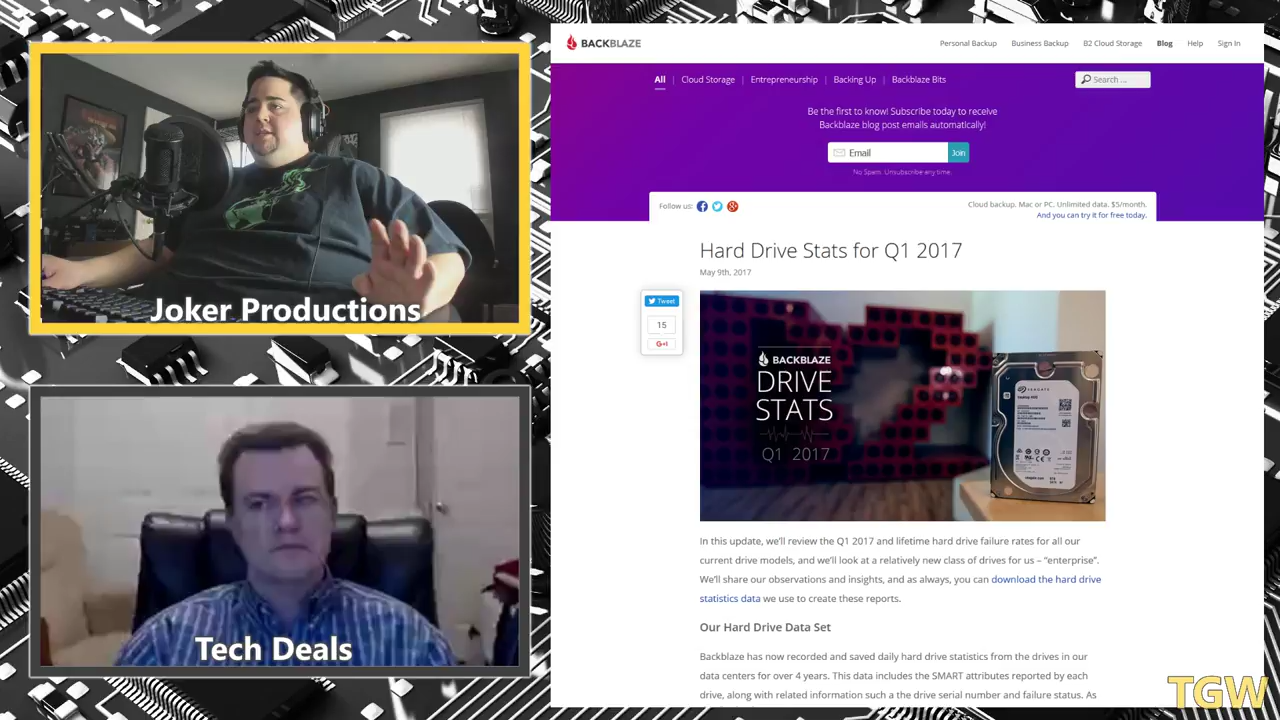 Joker Productions
Tech Deals
BACKBLAZE
Personal Backup
Business Backup
B2 Cloud Storage
Blog
Help
Sign In
All | Cloud Storage | Entrepreneurship | Backing Up | Backblaze Bits
Search ...
Be the first to know! Subscribe today to receive
Backblaze blog post emails automatically!
Email
Join
No Spam. Unsubscribe any time.
Follow us:
Cloud backup. Mac or PC. Unlimited data. $5/month.
And you can try it for free today.
Hard Drive Stats for Q1 2017
May 9th, 2017
Tweet
15
G+1
BACKBLAZE
DRIVE
STATS
Q1 2017
SEAGATE
In this update, we'll review the Q1 2017 and lifetime hard drive failure rates for all our
current drive models, and we'll look at a relatively new class of drives for us – "enterprise".
We'll share our observations and insights, and as always, you can download the hard drive
statistics data we use to create these reports.
Our Hard Drive Data Set
Backblaze has now recorded and saved daily hard drive statistics from the drives in our
data centers for over 4 years. This data includes the SMART attributes reported by each
drive, along with related information such a the drive serial number and failure status. As
TGW